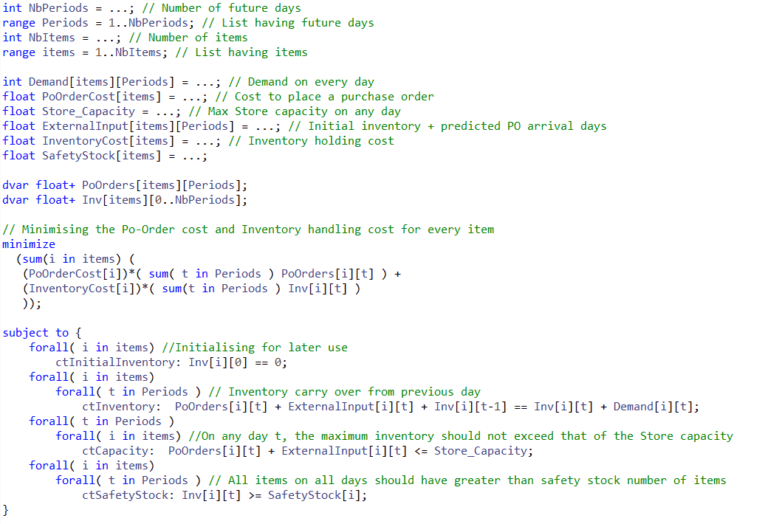 int NbPeriods = ...; // Number of future days
range Periods = 1..NbPeriods; // List having future days
int NbItems = ...; // Number of items
range items = 1..NbItems; // List having items

int Demand[items][Periods] = ...; // Demand on every day
float PoOrderCost[items] = ...; // Cost to place a purchase order
float Store_Capacity = ...; // Max Store capacity on any day
float ExternalInput[items][Periods] = ...; // Initial inventory + predicted PO arrival days
float InventoryCost[items] = ...; // Inventory holding cost
float SafetyStock[items] = ...;

dvar float+ PoOrders[items][Periods];
dvar float+ Inv[items][0..NbPeriods];

// Minimising the Po-Order cost and Inventory handling cost for every item
minimize
  (sum(i in items) (
   (PoOrderCost[i])*( sum( t in Periods ) PoOrders[i][t] ) +
   (InventoryCost[i])*( sum(t in Periods ) Inv[i][t] )
   ));

subject to {
    forall( i in items) //Initialising for later use
        ctInitialInventory: Inv[i][0] == 0;
    forall( i in items)
        forall( t in Periods ) // Inventory carry over from previous day
            ctInventory:  PoOrders[i][t] + ExternalInput[i][t] + Inv[i][t-1] == Inv[i][t] + Demand[i][t];
    forall( t in Periods )
        forall( i in items) //On any day t, the maximum inventory should not exceed that of the Store capacity
            ctCapacity:  PoOrders[i][t] + ExternalInput[i][t] <= Store_Capacity;
    forall( i in items)
        forall( t in Periods ) // All items on all days should have greater than safety stock number of items
            ctSafetyStock: Inv[i][t] >= SafetyStock[i];
}